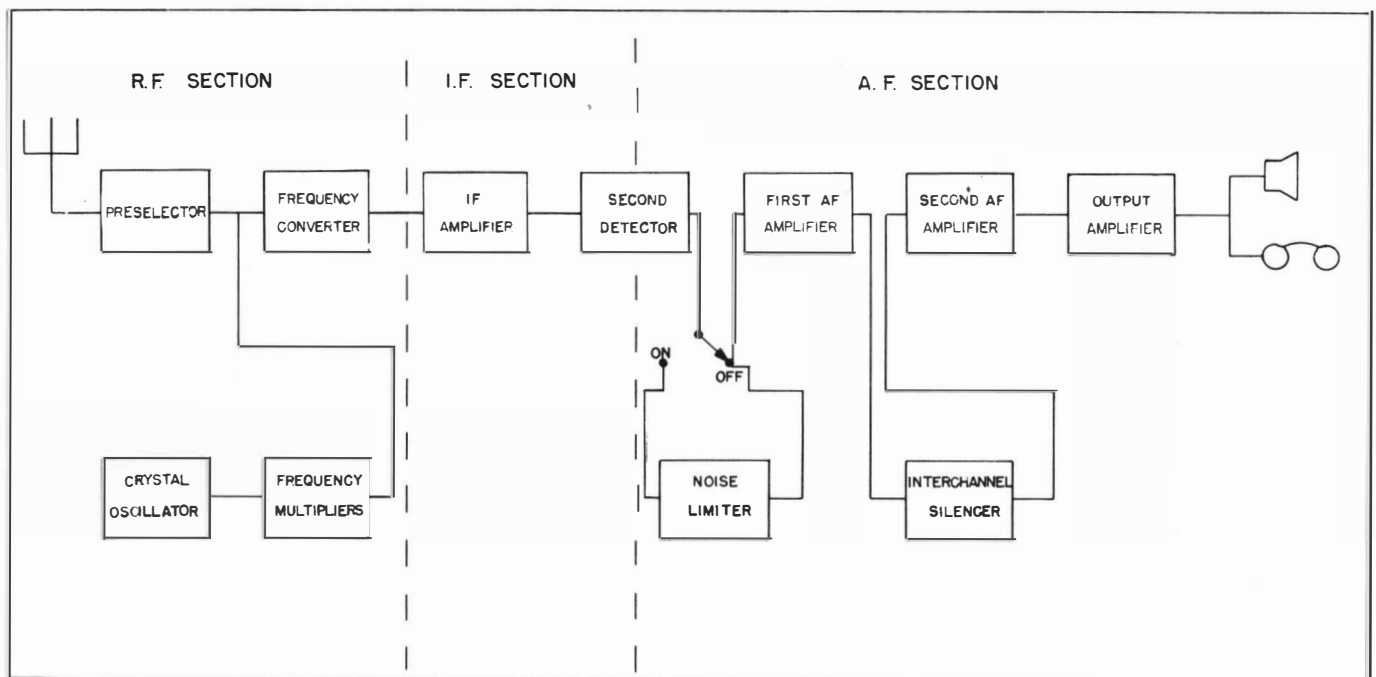 R.F. SECTION
I.F. SECTION
A.F. SECTION
PRESELECTOR
FREQUENCY
CONVERTER
IF
AMPLIFIER
SECOND
DETECTOR
FIRST AF
AMPLIFIER
SECOND AF
AMPLIFIER
OUTPUT
AMPLIFIER
ON
OFF
CRYSTAL
OSCILLATOR
FREQUENCY
MULTIPLIERS
NOISE
LIMITER
INTERCHANNEL
SILENCER